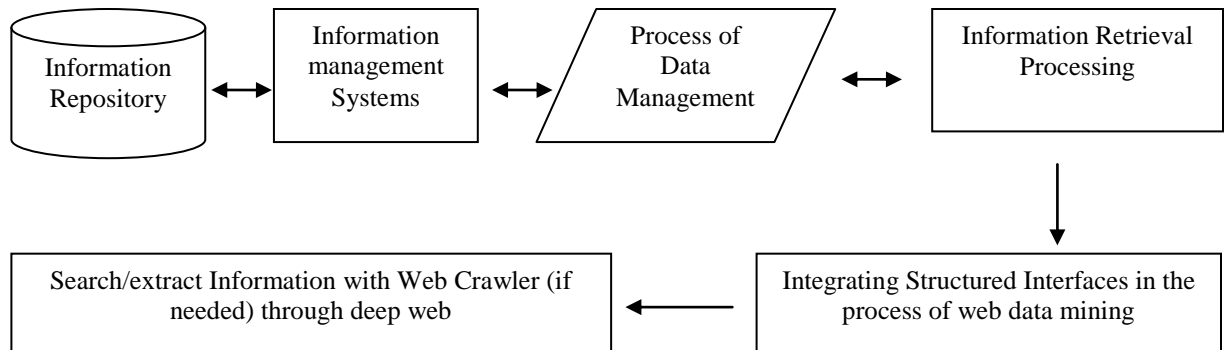 Information
Repository
Information
management
Systems
Process of
Data
Management
Information Retrieval
Processing
Search/extract Information with Web Crawler (if
needed) through deep web
Integrating Structured Interfaces in the
process of web data mining